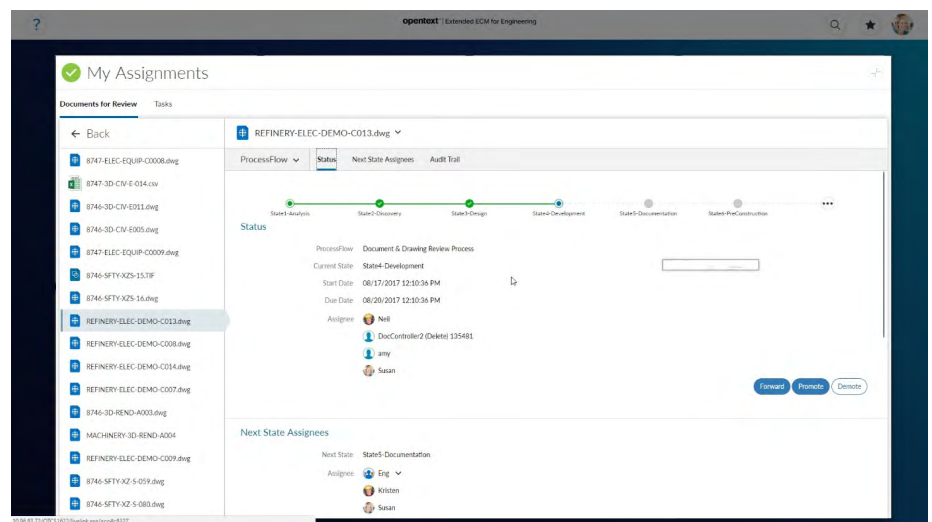 ?
opentext™ | Extended ECM for Engineering
My Assignments
Documents for Review Tasks
← Back
8747-ELEC-EQUIP-C0008.dwg
8747-3D-CIV-E-014.csv
8746-3D-CIV-E011.dwg
8746-3D-CIV-E005.dwg
8747-ELEC-EQUIP-C0009.dwg
8746-SFTY-XZS-15.TIF
8746-SFTY-XZS-16.dwg
REFINERY-ELEC-DEMO-C013.dwg
REFINERY-ELEC-DEMO-C008.dwg
REFINERY-ELEC-DEMO-C014.dwg
REFINERY-ELEC-DEMO-C007.dwg
8746-3D-REND-A003.dwg
MACHINERY-3D-REND-A004
REFINERY-ELEC-DEMO-C009.dwg
8746-SFTY-XZ-S-059.dwg
8746-SFTY-XZ-S-080.dwg
REFINERY-ELEC-DEMO-C013.dwg
ProcessFlow Status Next State Assignees Audit Trail
State1-Analysis State2-Discovery State3-Design State4-Development State5-Documentation State6-PreConstruction
Status
ProcessFlow Document & Drawing Review Process
Current State State4-Development
Start Date 08/17/2017 12:10:36 PM
Due Date 08/20/2017 12:10:36 PM
Assignee Neil
DocController2 (Delete) 135481
amy
Susan
Forward Promote Demote
Next State Assignees
Next State State5-Documentation
Assignee Eng
Kristen
Susan